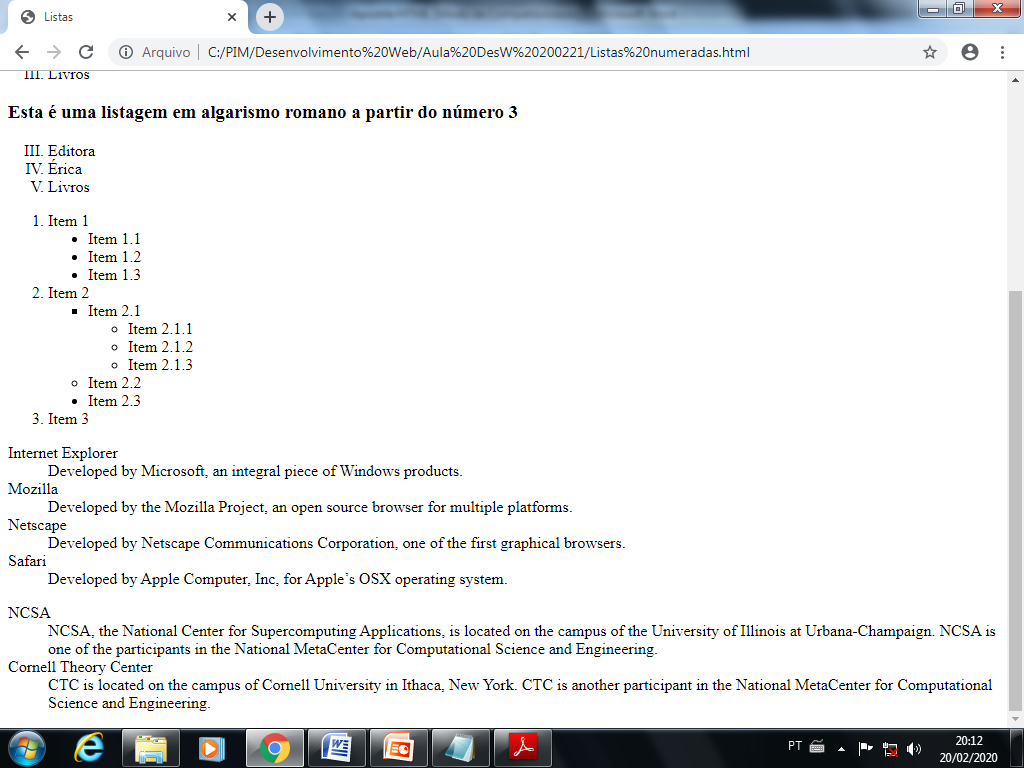 Listas
Arquivo
C:/PIM/Desenvolvimento%20Web/Aula%20DesW%20200221/Listas%20numeradas.html
III. Livros
Esta é uma listagem em algarismo romano a partir do número 3
III. Editora
IV. Érica
V. Livros
1. Item 1
• Item 1.1
• Item 1.2
• Item 1.3
2. Item 2
▪ Item 2.1
◦ Item 2.1.1
◦ Item 2.1.2
◦ Item 2.1.3
◦ Item 2.2
• Item 2.3
3. Item 3
Internet Explorer
Developed by Microsoft, an integral piece of Windows products.
Mozilla
Developed by the Mozilla Project, an open source browser for multiple platforms.
Netscape
Developed by Netscape Communications Corporation, one of the first graphical browsers.
Safari
Developed by Apple Computer, Inc, for Apple’s OSX operating system.
NCSA
NCSA, the National Center for Supercomputing Applications, is located on the campus of the University of Illinois at Urbana-Champaign. NCSA is
one of the participants in the National MetaCenter for Computational Science and Engineering.
Cornell Theory Center
CTC is located on the campus of Cornell University in Ithaca, New York. CTC is another participant in the National MetaCenter for Computational
Science and Engineering.
PT
20:12
20/02/2020